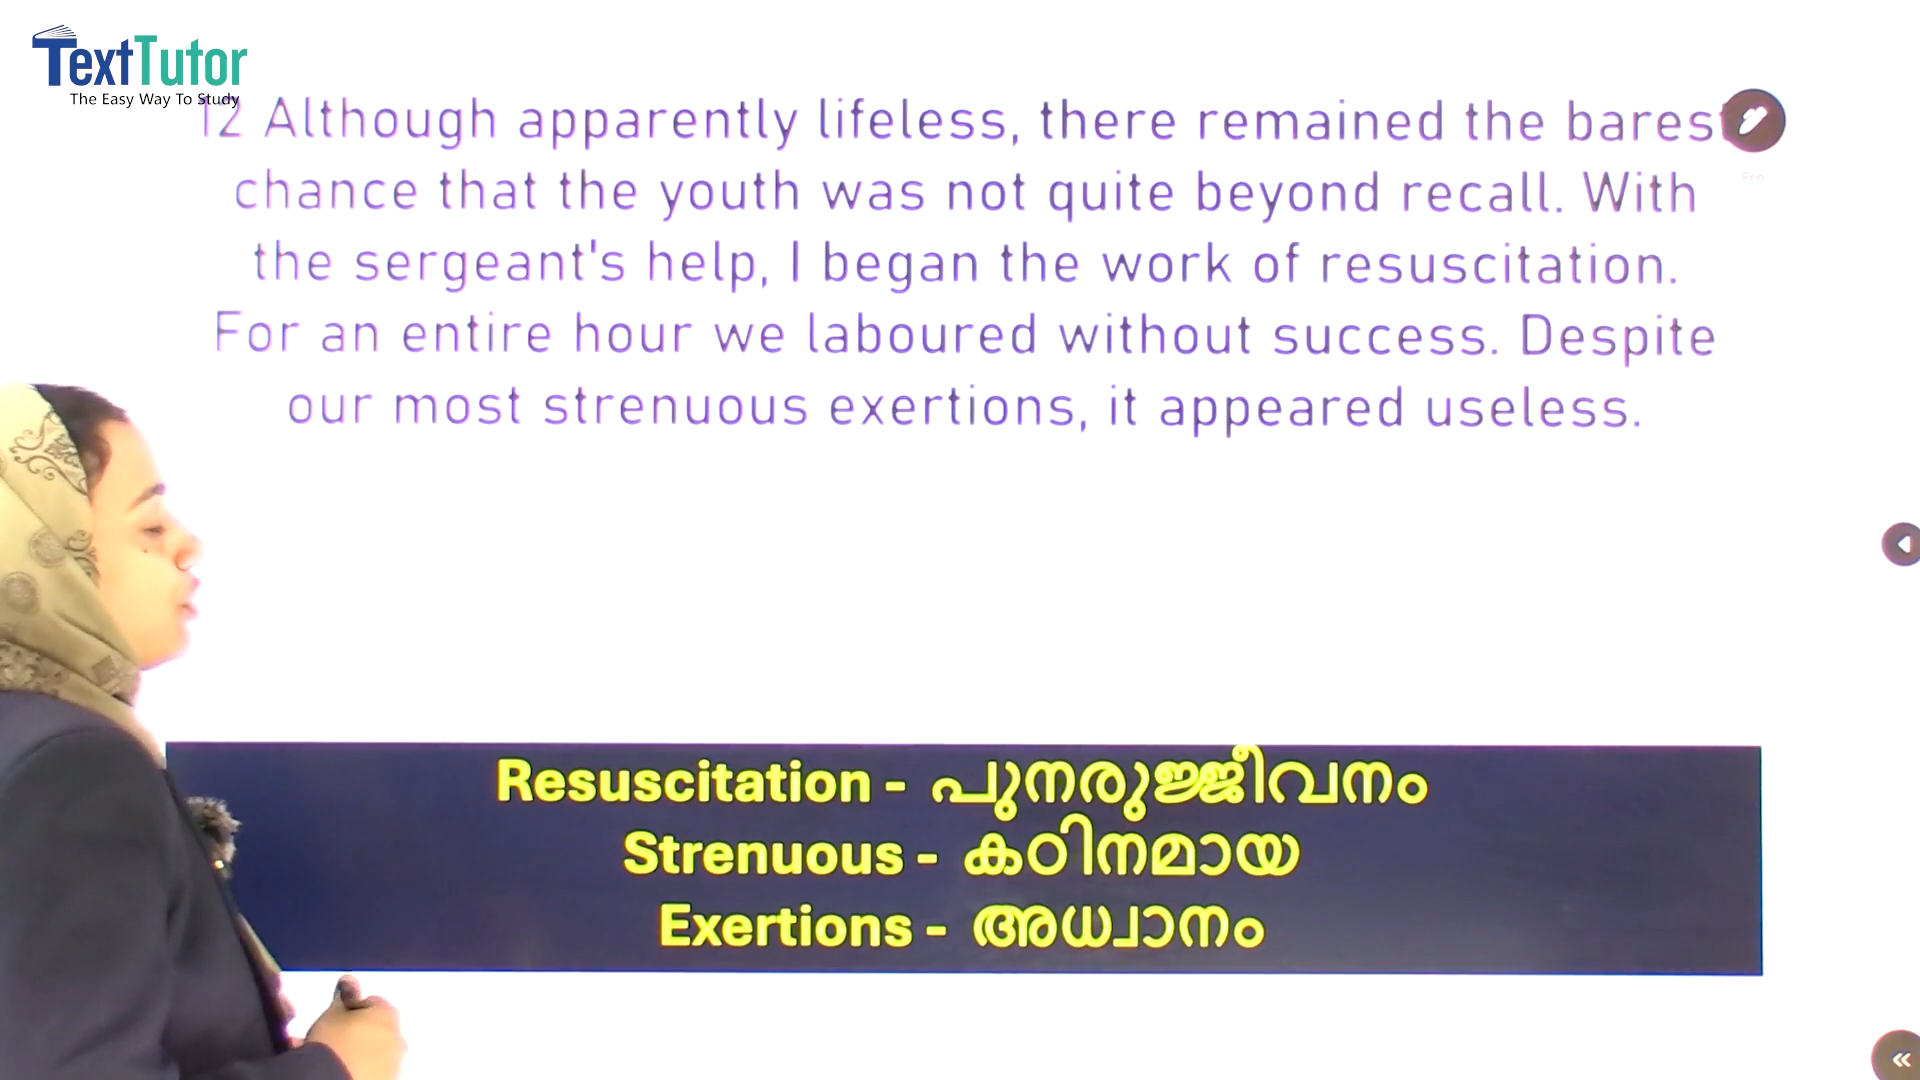 TextTutor
The Easy Way To Study
12 Although apparently lifeless, there remained the barest
chance that the youth was not quite beyond recall. With
the sergeant's help, I began the work of resuscitation.
For an entire hour we laboured without success. Despite
our most strenuous exertions, it appeared useless.
Pen
Resuscitation - പുനരുജ്ജീവനം
Strenuous - കഠിനമായ
Exertions - അധ്വാനം